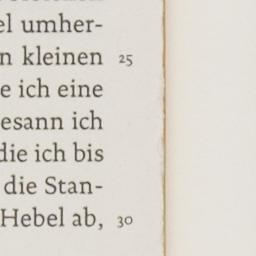 el umher-
n kleinen 25
e ich eine
esann ich
die ich bis
die Stan-
Hebel ab, 30